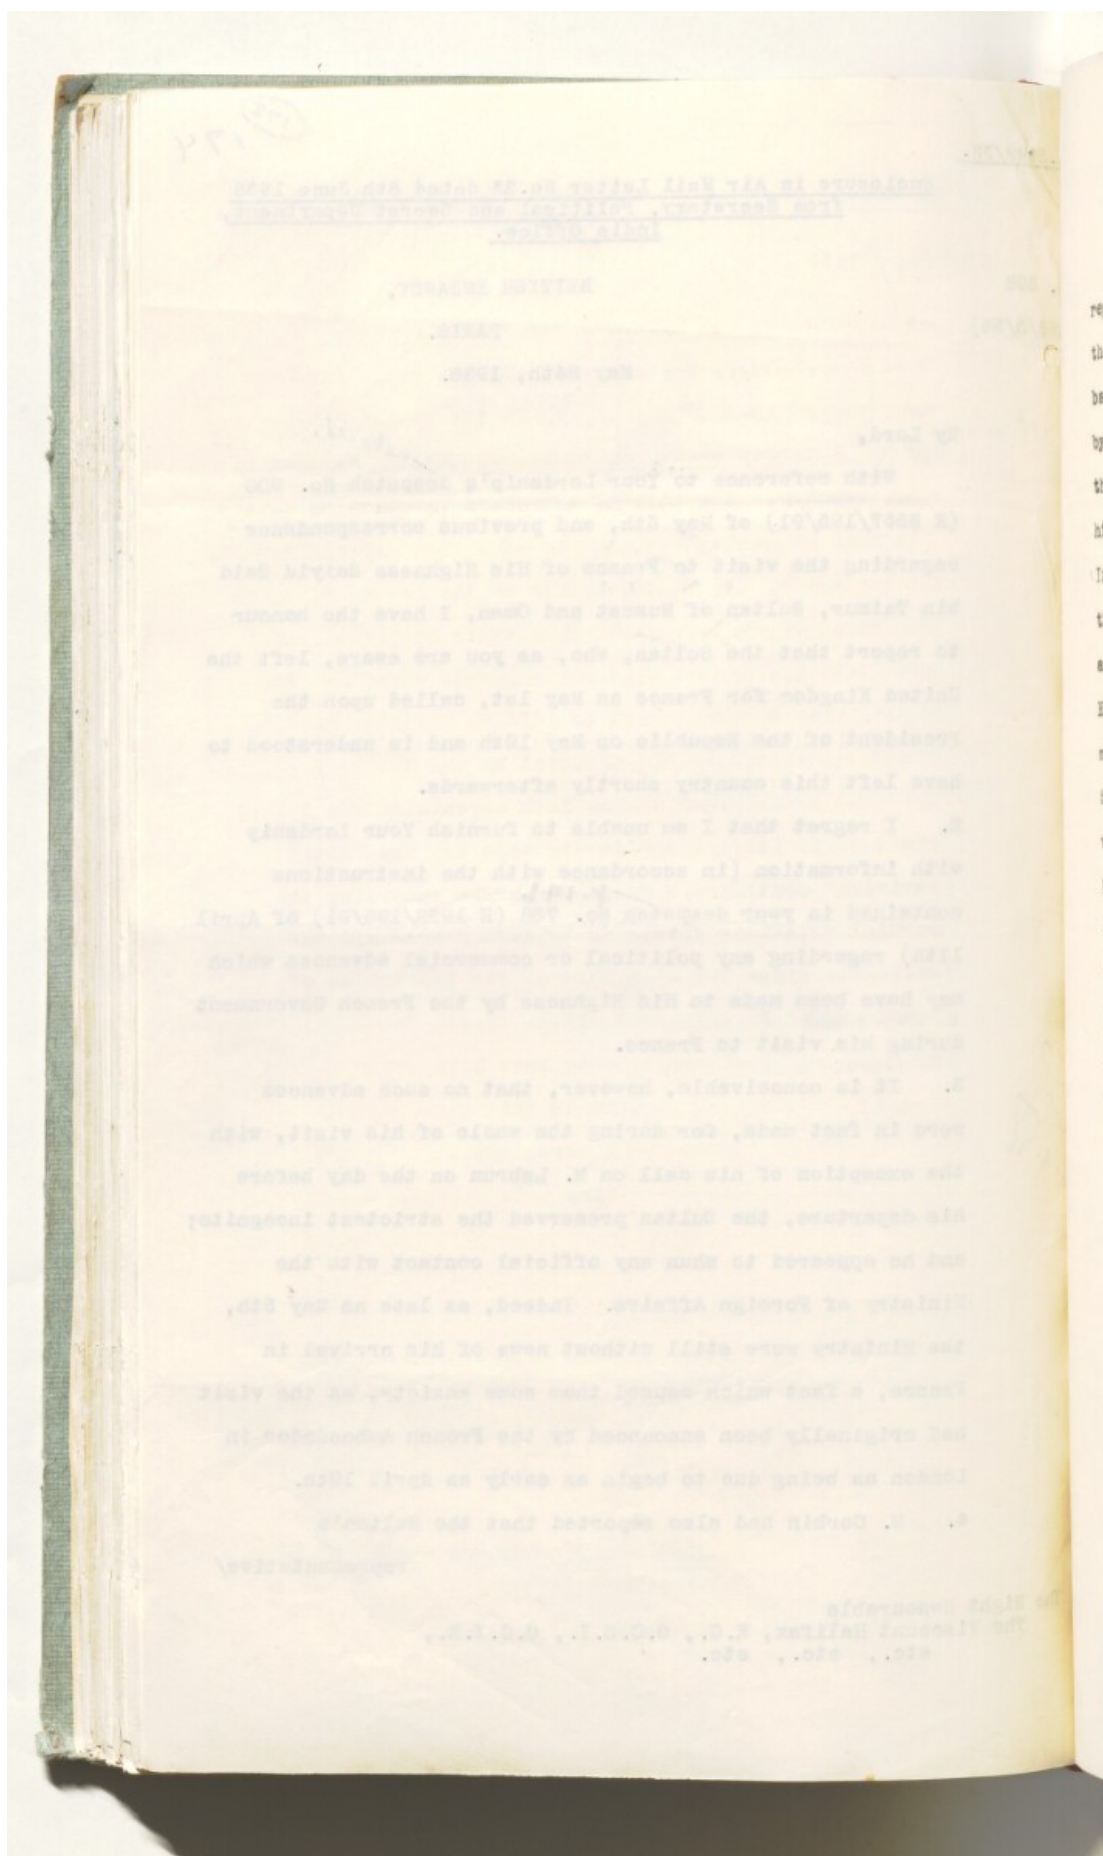 174
Enclosure in Air Mail Letter No. dated 8th June 1938
from Secretary, Political and Secret Department,
India Office.
BRITISH EMBASSY,
PARIS.
May 24th, 1938.
My Lord,
With reference to Your Lordship's despatch No.
of May 6th, and previous correspondence
regarding the visit to France of His Highness Saiyid Said
bin Taimur, Sultan of Muscat and Oman, I have the honour
to report that the Sultan, who, as you are aware, left the
United Kingdom for France on May 1st, called upon the
President of the Republic on May 19th and is understood to
have left this country shortly afterwards.
2. I regret that I am unable to furnish Your Lordship
with information (in accordance with the instructions
contained in your despatch No. of April
11th) regarding any political or commercial advances which
may have been made to His Highness by the French Government
during his visit to France.
3. It is conceivable, however, that no such advances
were in fact made, for during the whole of his visit, with
the exception of his call on M. Lebrun on the day before
his departure, the Sultan preserved the strictest incognito;
and he appeared to shun any official contact with the
Ministry of Foreign Affairs. Indeed, as late as May 6th,
the Ministry were still without news of his arrival in
France, a fact which caused them some anxiety, as the visit
had originally been announced by the French Ambassador in
London as being due to begin as early as April 19th.
4. M. Corbin had also reported that the Sultan's
representative/
The Right Honourable
The Viscount Halifax, K.G., G.C.S.I., G.C.I.E.,
etc., etc., etc.
th
by
th